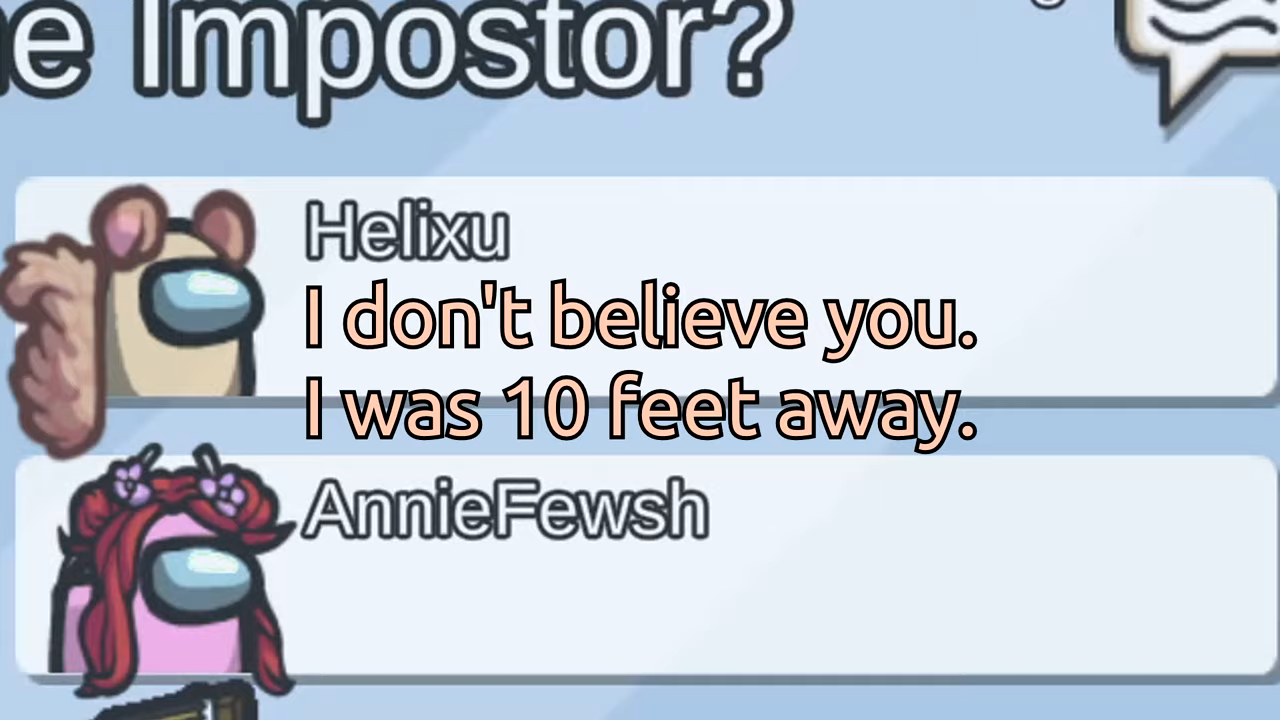 e Impostor?
Helixu
I don't believe you.
I was 10 feet away.
AnnieFewsh